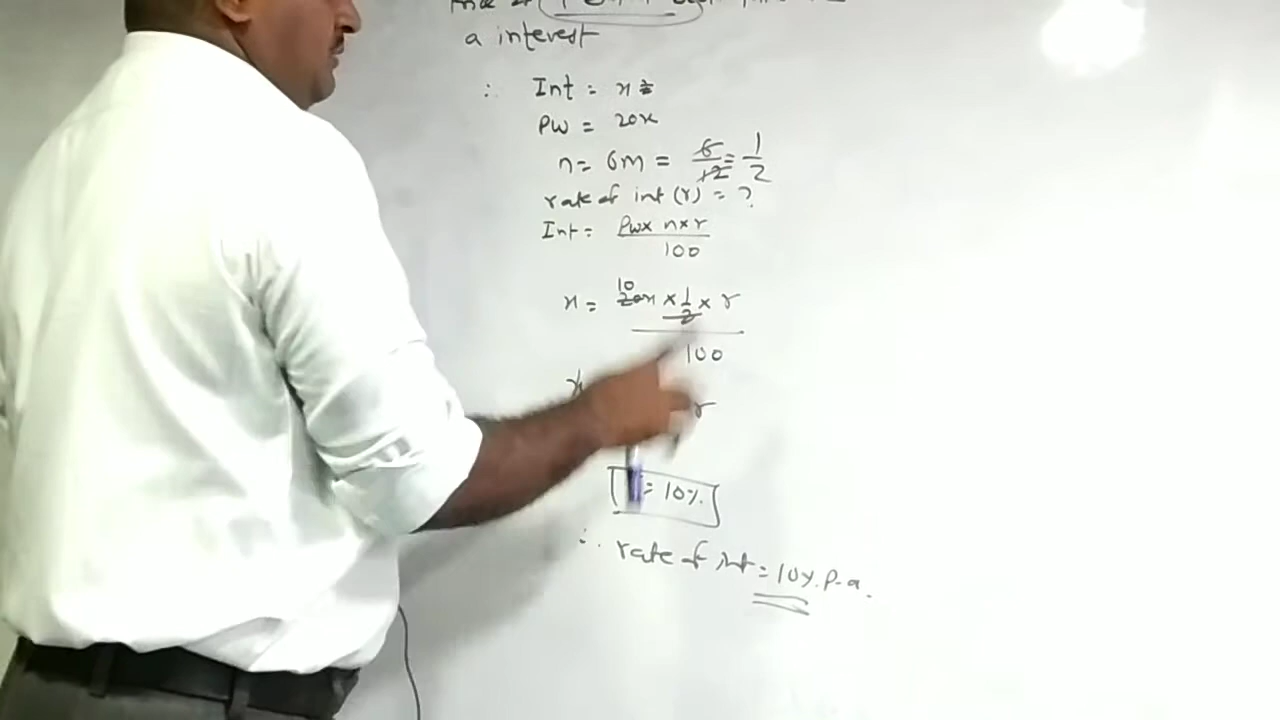 a interest
∴ Int = x
PW = 20x
n = 6m = 6/12 = 1/2
rate of int (r) = ?
Int = PW x n x r / 100
x = 20x x 1/2 x r / 100
10
x
r
= 10%
∴ rate of int = 10% p.a.